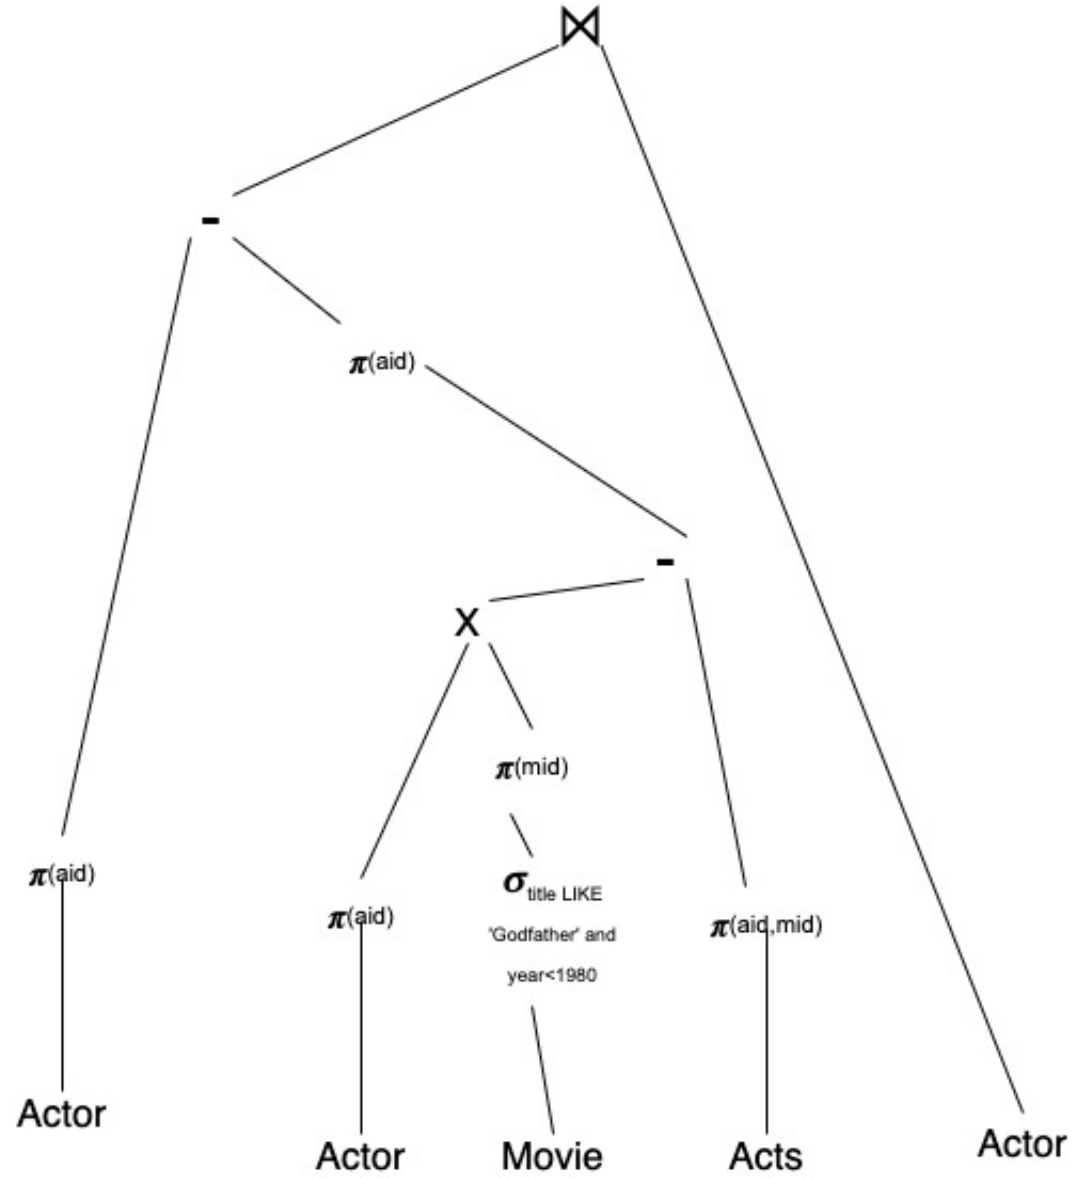 ⋈
-
π(aid)
-
X
π(mid)
π(aid)
σtitle LIKE
'Godfather' and
year<1980
π(aid)
π(aid,mid)
Actor
Actor
Movie
Acts
Actor